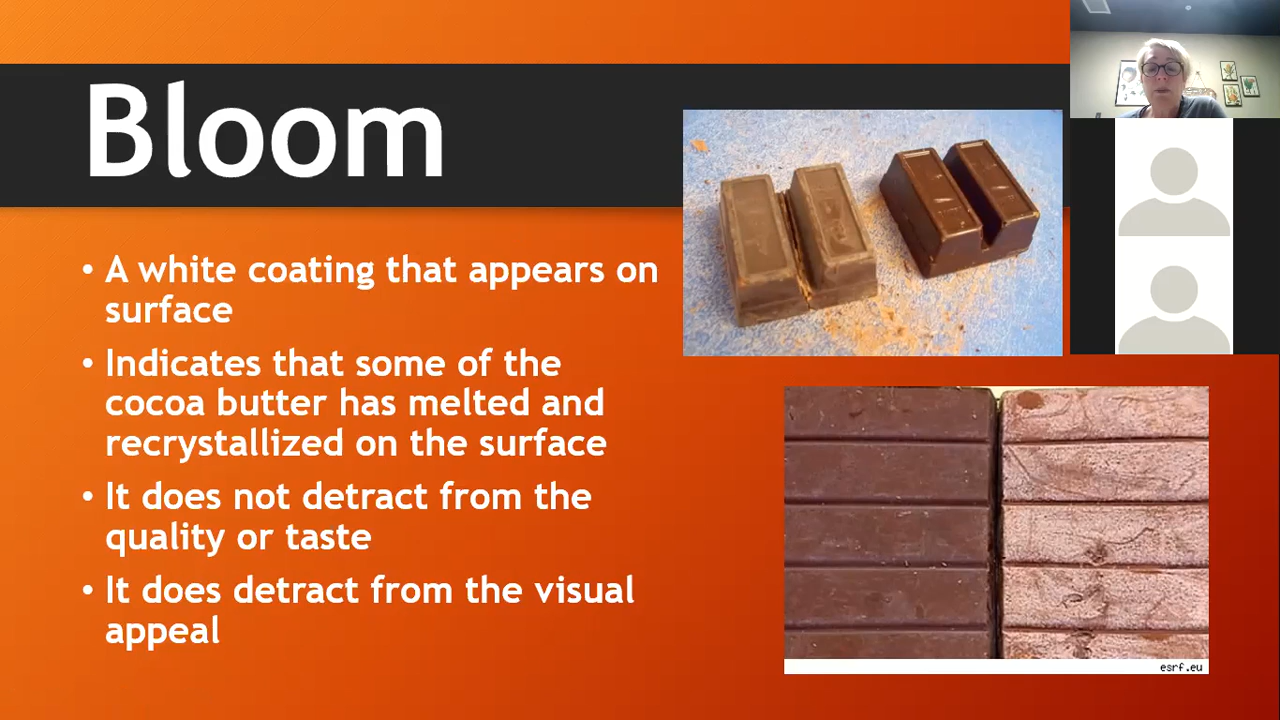 Bloom
• A white coating that appears on
surface
• Indicates that some of the
cocoa butter has melted and
recrystallized on the surface
• It does not detract from the
quality or taste
• It does detract from the visual
appeal
esrf.eu